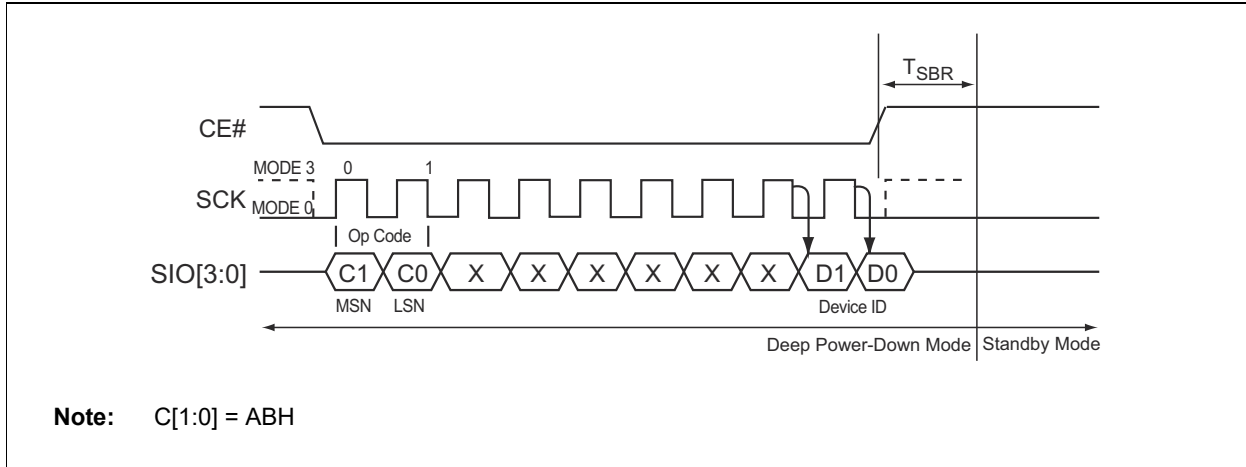 T_SBR
CE#
MODE 3 0 1
SCK
MODE 0
Op Code
SIO[3:0] C1 C0 X X X X X X D1 D0
MSN LSN Device ID
Deep Power-Down Mode Standby Mode
Note: C[1:0] = ABH